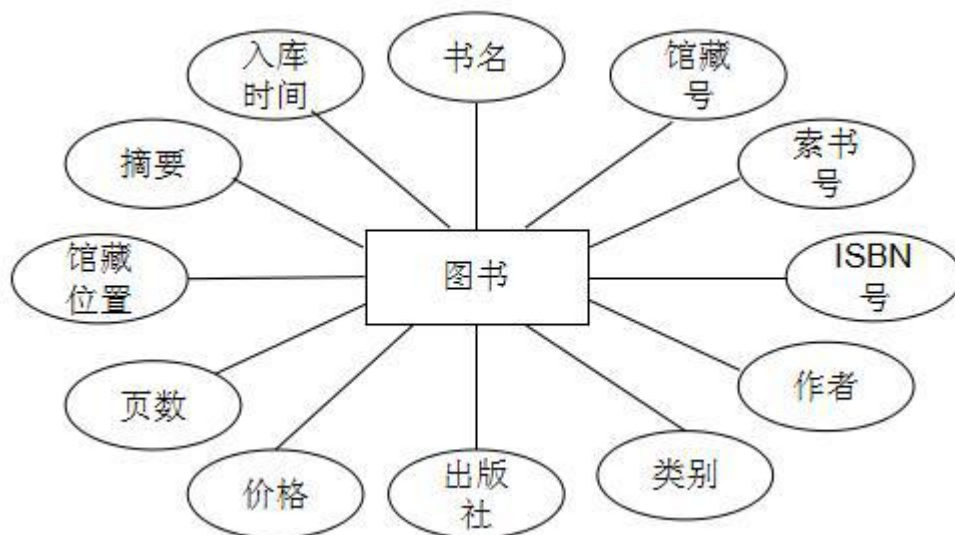 入库
时间
书名
馆藏
号
摘要
索书
号
馆藏
位置
图书
ISBN
号
页数
作者
价格
出版
社
类别